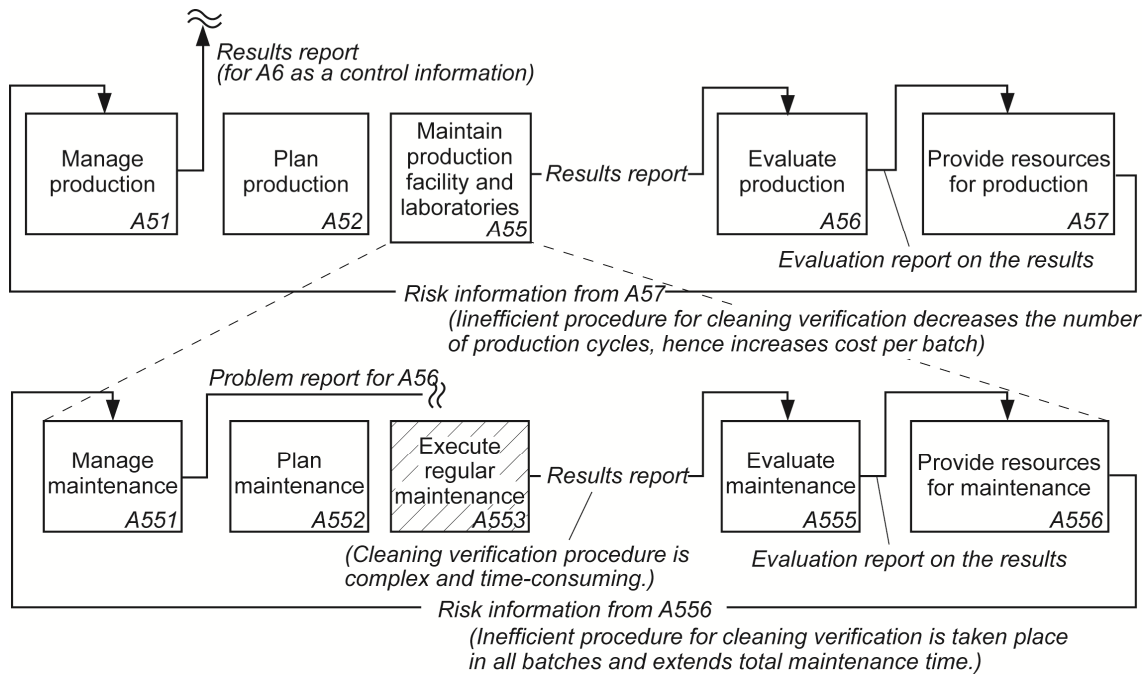 Results report
(for A6 as a control information)
Manage
production
A51
Plan
production
A52
Maintain
production
facility and
laboratories
A55
Results report
Evaluate
production
A56
Provide resources
for production
A57
Evaluation report on the results
Risk information from A57
(Iinefficient procedure for cleaning verification decreases the number
of production cycles, hence increases cost per batch)
Problem report for A56
Manage
maintenance
A551
Plan
maintenance
A552
Execute
regular
maintenance
A553
Results report
Evaluate
maintenance
A555
Provide resources
for maintenance
A556
(Cleaning verification procedure is
complex and time-consuming.)
Evaluation report on the results
Risk information from A556
(Inefficient procedure for cleaning verification is taken place
in all batches and extends total maintenance time.)